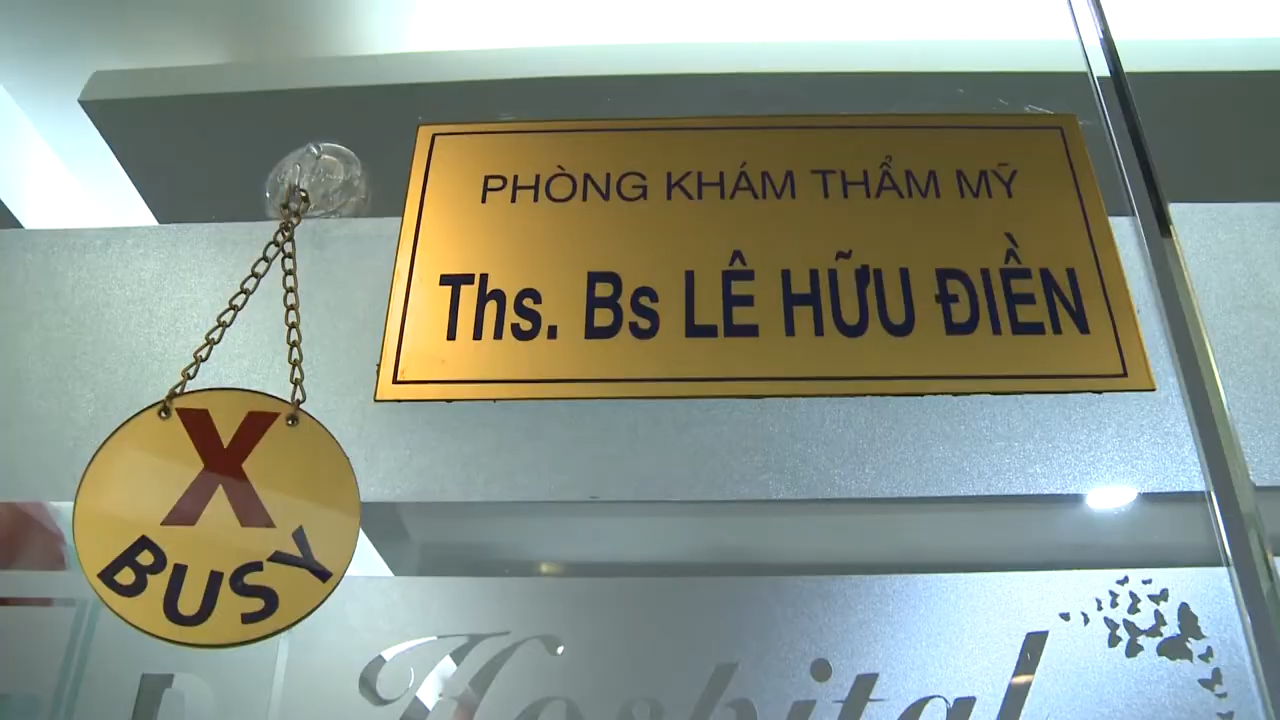 PHÒNG KHÁM THẨM MỸ
Ths. Bs LÊ HỮU ĐIỀN
X
BUSY
Hospital